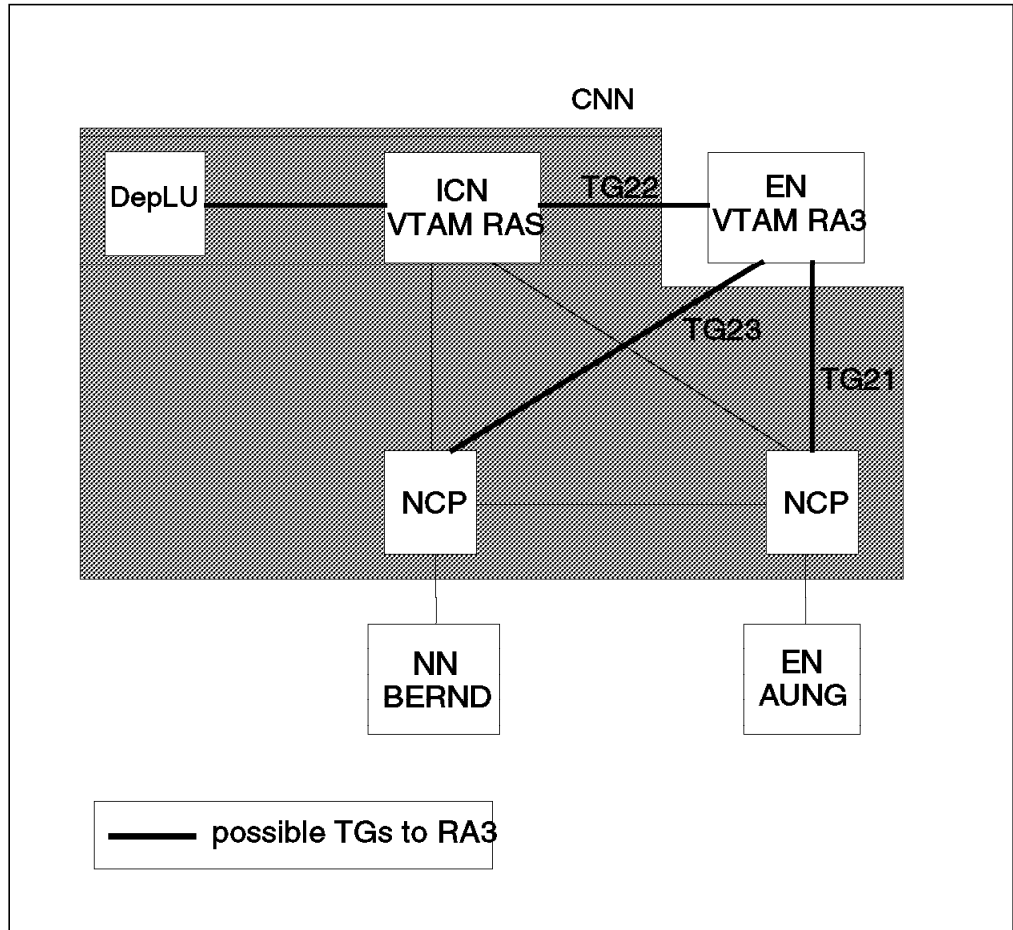 CNN
DepLU
ICN
VTAM RAS
TG22
EN
VTAM RA3
TG23
TG21
NCP
NCP
NN
BERND
EN
AUNG
possible TGs to RA3